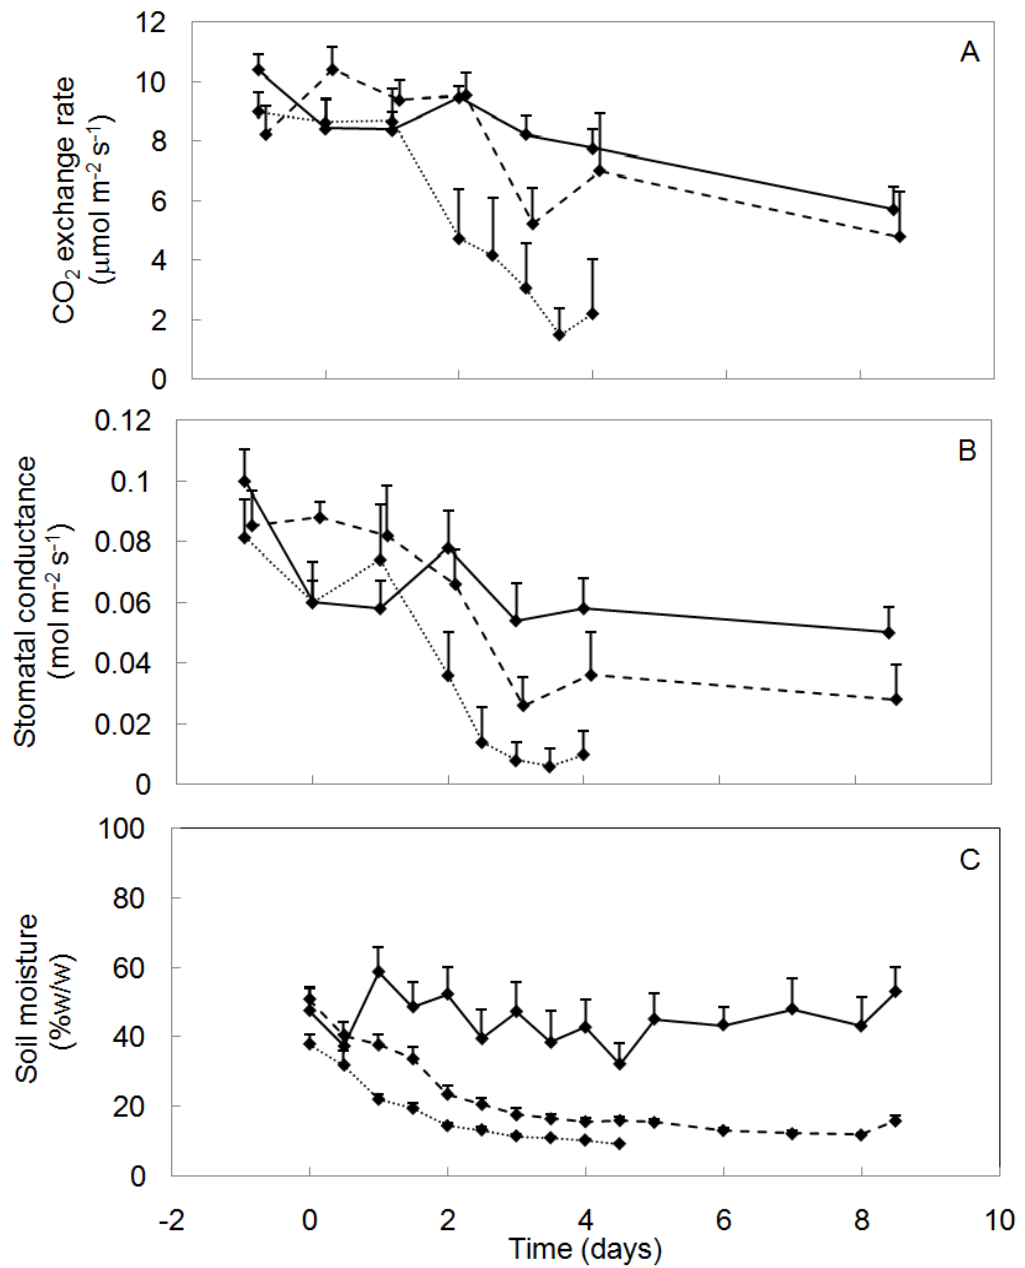 12
10
8
6
4
2
0
A
CO2 exchange rate
(µmol m-2 s-1)
0.12
0.1
0.08
0.06
0.04
0.02
0
B
Stomatal conductance
(mol m-2 s-1)
100
80
60
40
20
0
C
Soil moisture
(%w/w)
-2 0 2 4 6 8 10
Time (days)